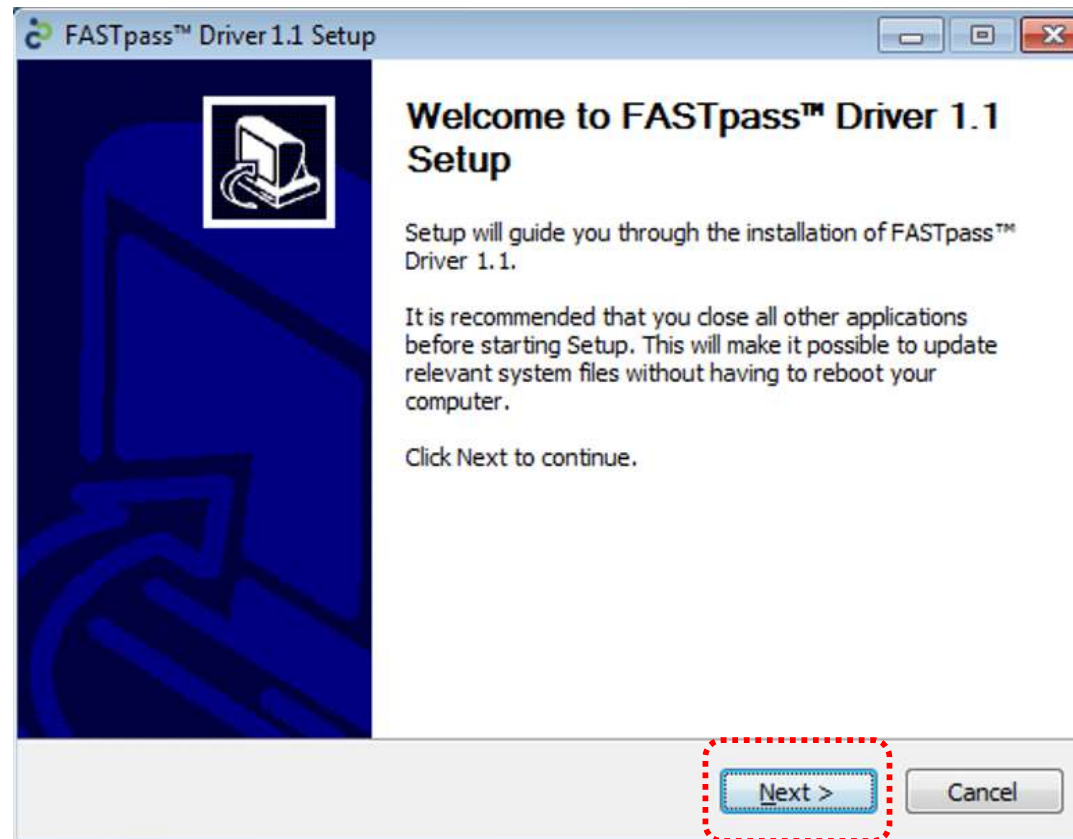 FASTpass™ Driver 1.1 Setup
Welcome to FASTpass™ Driver 1.1
Setup
Setup will guide you through the installation of FASTpass™
Driver 1.1.
It is recommended that you close all other applications
before starting Setup. This will make it possible to update
relevant system files without having to reboot your
computer.
Click Next to continue.
Next >
Cancel